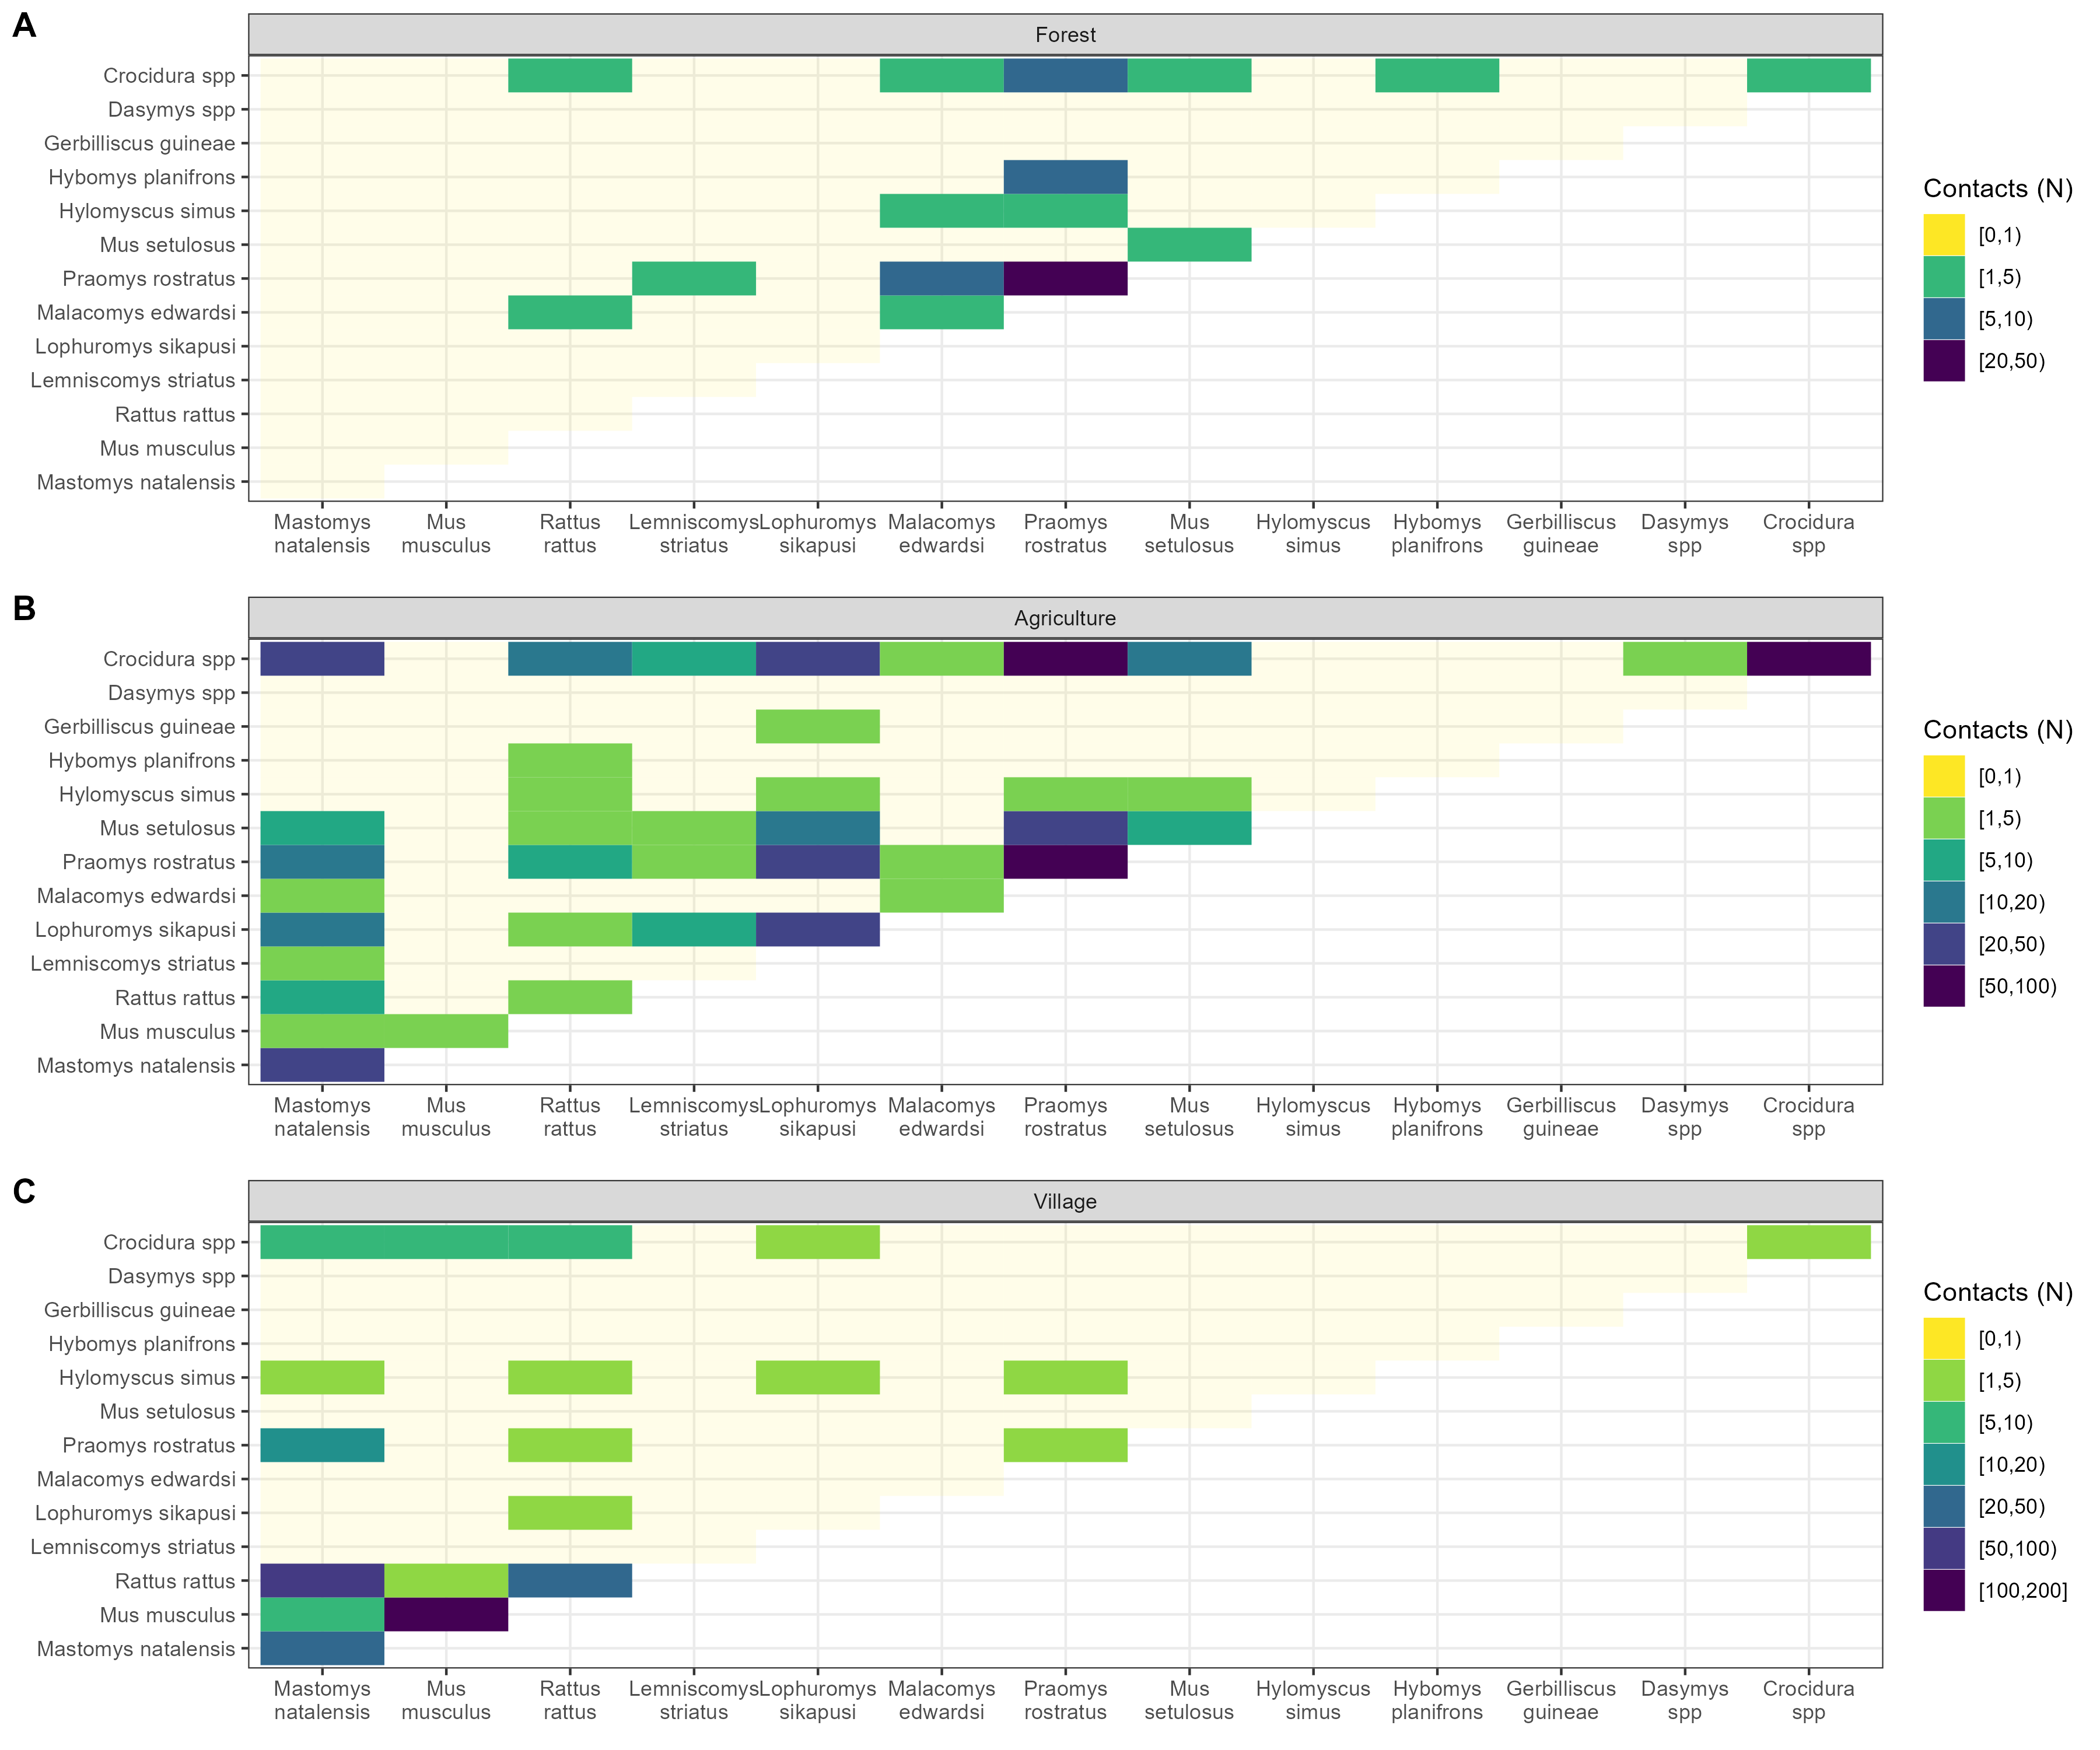 A
Forest
Crocidura spp
Dasymys spp
Gerbilliscus guineae
Hybomys planifrons
Hylomyscus simus
Mus setulosus
Praomys rostratus
Malacomys edwardsi
Lophuromys sikapusi
Lemniscomys striatus
Rattus rattus
Mus musculus
Mastomys natalensis
Mastomys Mus Rattus Lemniscomys Lophuromys Malacomys Praomys Mus Hylomyscus Hybomys Gerbilliscus Dasymys Crocidura
natalensis musculus rattus striatus sikapusi edwardsi rostratus setulosus simus planifrons guineae spp spp
Contacts (N)
[0,1)
[1,5)
[5,10)
[20,50)
B
Agriculture
Crocidura spp
Dasymys spp
Gerbilliscus guineae
Hybomys planifrons
Hylomyscus simus
Mus setulosus
Praomys rostratus
Malacomys edwardsi
Lophuromys sikapusi
Lemniscomys striatus
Rattus rattus
Mus musculus
Mastomys natalensis
Mastomys Mus Rattus Lemniscomys Lophuromys Malacomys Praomys Mus Hylomyscus Hybomys Gerbilliscus Dasymys Crocidura
natalensis musculus rattus striatus sikapusi edwardsi rostratus setulosus simus planifrons guineae spp spp
Contacts (N)
[0,1)
[1,5)
[5,10)
[10,20)
[20,50)
[50,100)
C
Village
Crocidura spp
Dasymys spp
Gerbilliscus guineae
Hybomys planifrons
Hylomyscus simus
Mus setulosus
Praomys rostratus
Malacomys edwardsi
Lophuromys sikapusi
Lemniscomys striatus
Rattus rattus
Mus musculus
Mastomys natalensis
Mastomys Mus Rattus Lemniscomys Lophuromys Malacomys Praomys Mus Hylomyscus Hybomys Gerbilliscus Dasymys Crocidura
natalensis musculus rattus striatus sikapusi edwardsi rostratus setulosus simus planifrons guineae spp spp
Contacts (N)
[0,1)
[1,5)
[5,10)
[10,20)
[20,50)
[50,100)
[100,200]